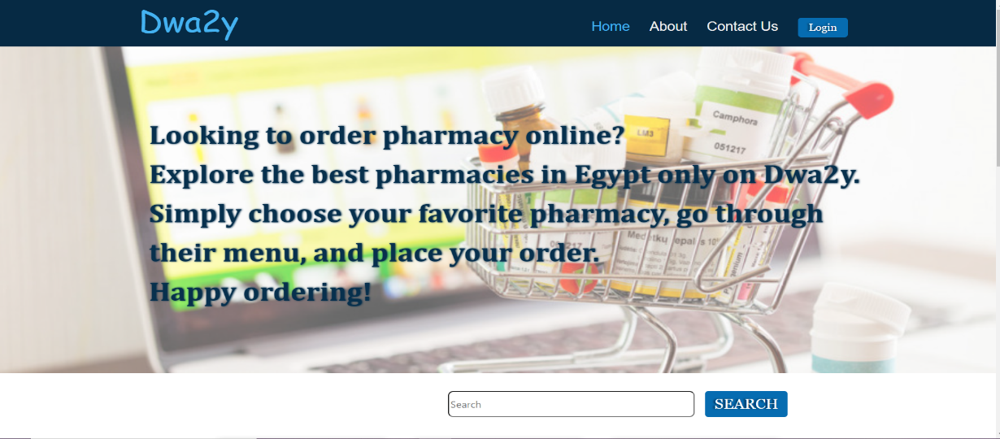 Dwa2y
Home About Contact Us Login
Looking to order pharmacy online?
Explore the best pharmacies in Egypt only on Dwa2y.
Simply choose your favorite pharmacy, go through
their menu, and place your order.
Happy ordering!
Camphora
LM3
051217
051217
Search SEARCH